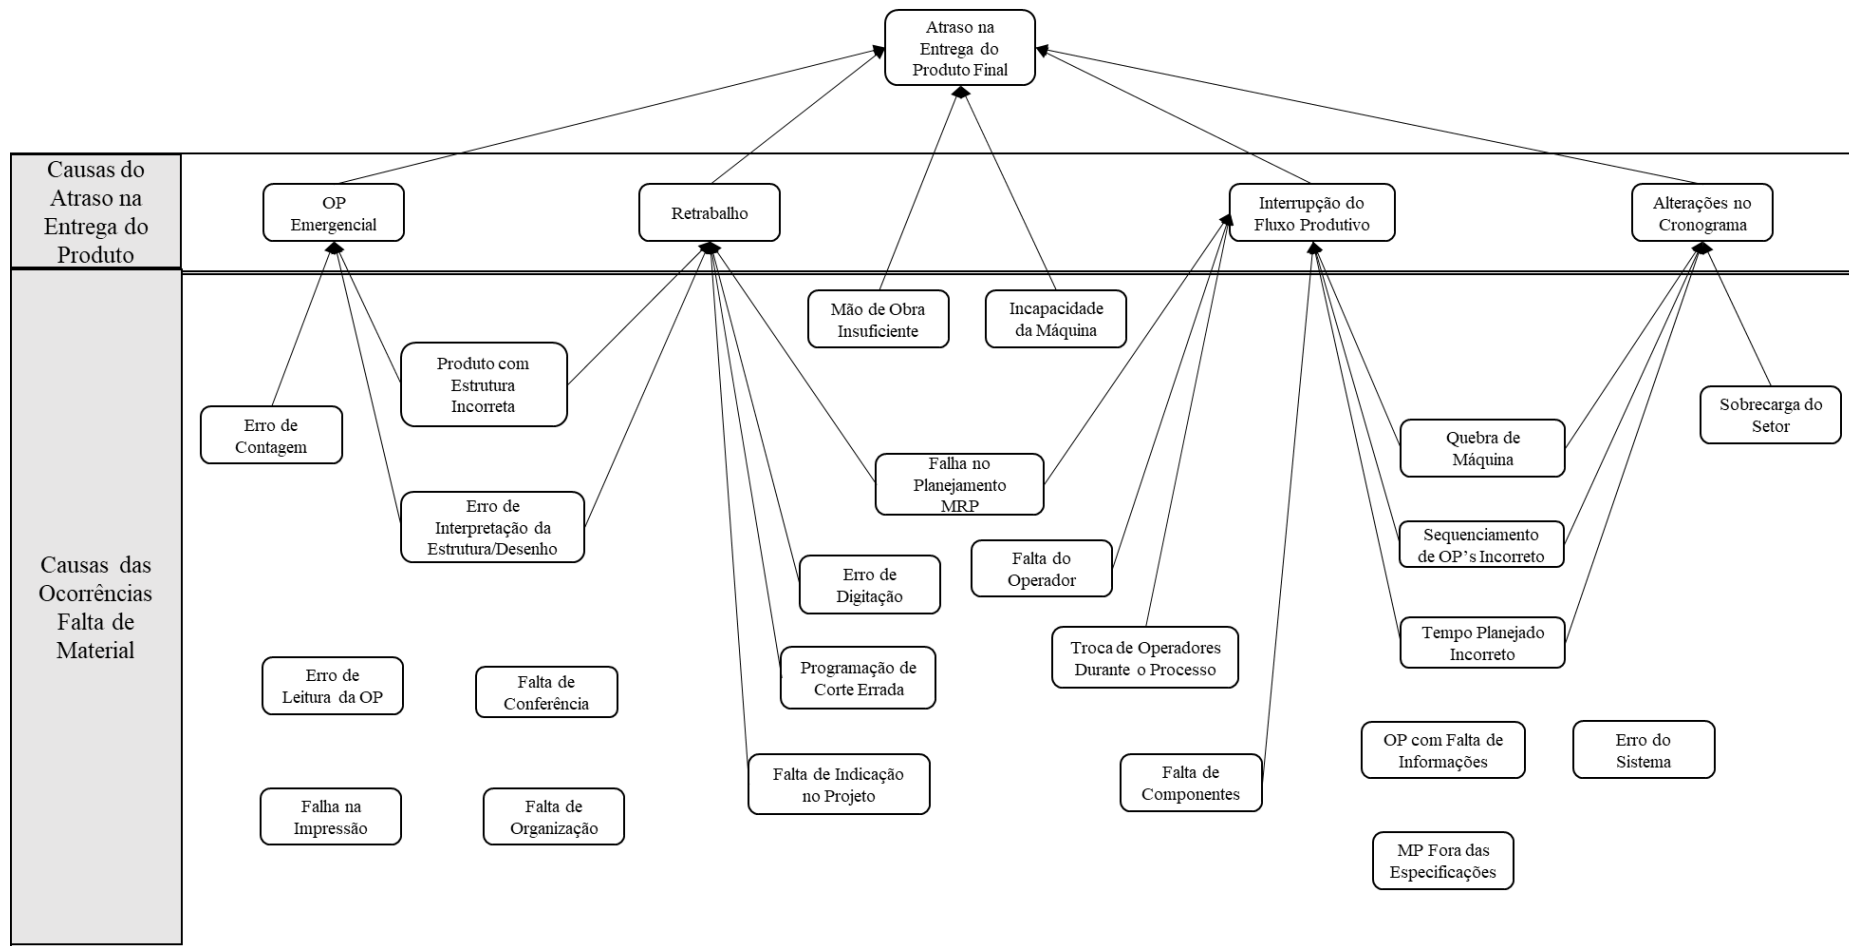 Atraso na
Entrega do
Produto Final
Causas do
Atraso na
Entrega do
Produto
OP
Emergencial
Retrabalho
Interrupção do
Fluxo Produtivo
Alterações no
Cronograma
Causas das
Ocorrências
Falta de
Material
Mão de Obra
Insuficiente
Incapacidade
da Máquina
Produto com
Estrutura
Incorreta
Erro de
Contagem
Sobrecarga do
Setor
Quebra de
Máquina
Falha no
Planejamento
MRP
Erro de
Interpretação da
Estrutura/Desenho
Sequenciamento
de OP’s Incorreto
Falta do
Operador
Erro de
Digitação
Tempo Planejado
Incorreto
Troca de Operadores
Durante o Processo
Programação de
Corte Errada
Erro de
Leitura da OP
Falta de
Conferência
OP com Falta de
Informações
Erro do
Sistema
Falta de Indicação
no Projeto
Falta de
Componentes
Falha na
Impressão
Falta de
Organização
MP Fora das
Especificações